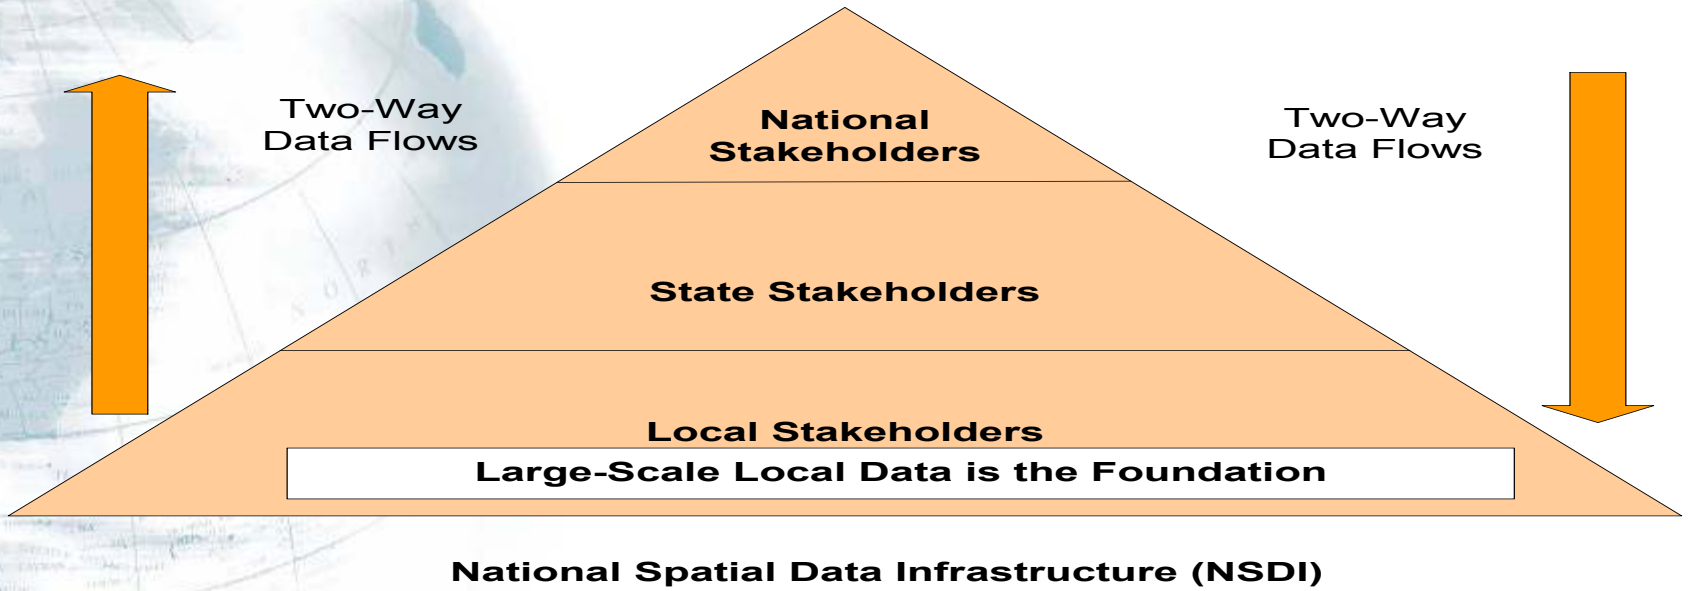 Two-Way
Data Flows
National
Stakeholders
Two-Way
Data Flows
State Stakeholders
Local Stakeholders
Large-Scale Local Data is the Foundation
National Spatial Data Infrastructure (NSDI)